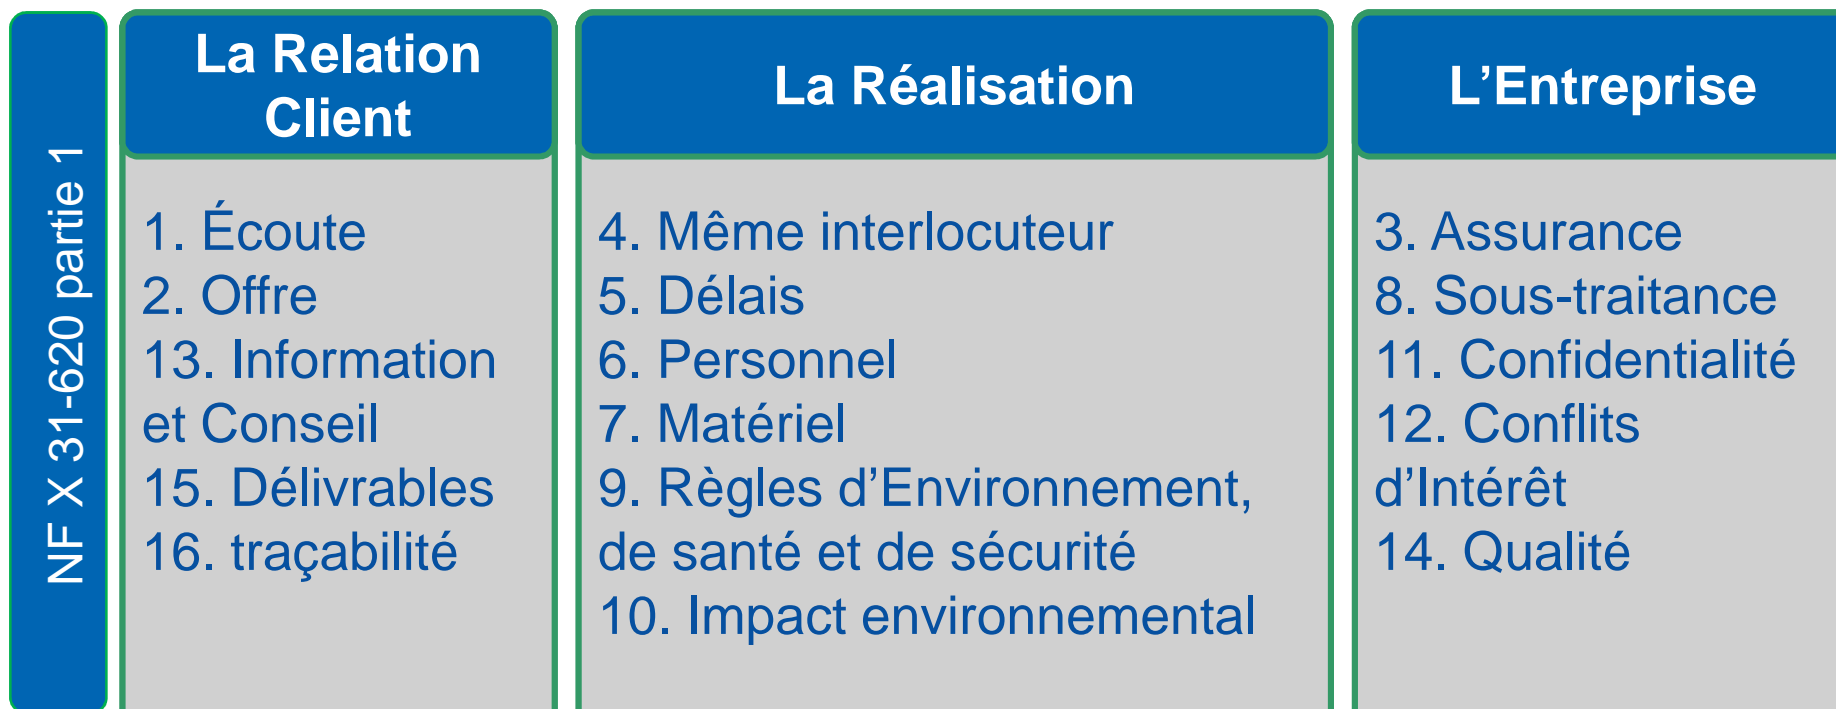 NF X 31-620 partie 1
La Relation
Client
1. Écoute
2. Offre
13. Information
et Conseil
15. Délivrables
16. traçabilité
La Réalisation
4. Même interlocuteur
5. Délais
6. Personnel
7. Matériel
9. Règles d’Environnement,
de santé et de sécurité
10. Impact environnemental
L’Entreprise
3. Assurance
8. Sous-traitance
11. Confidentialité
12. Conflits
d’Intérêt
14. Qualité